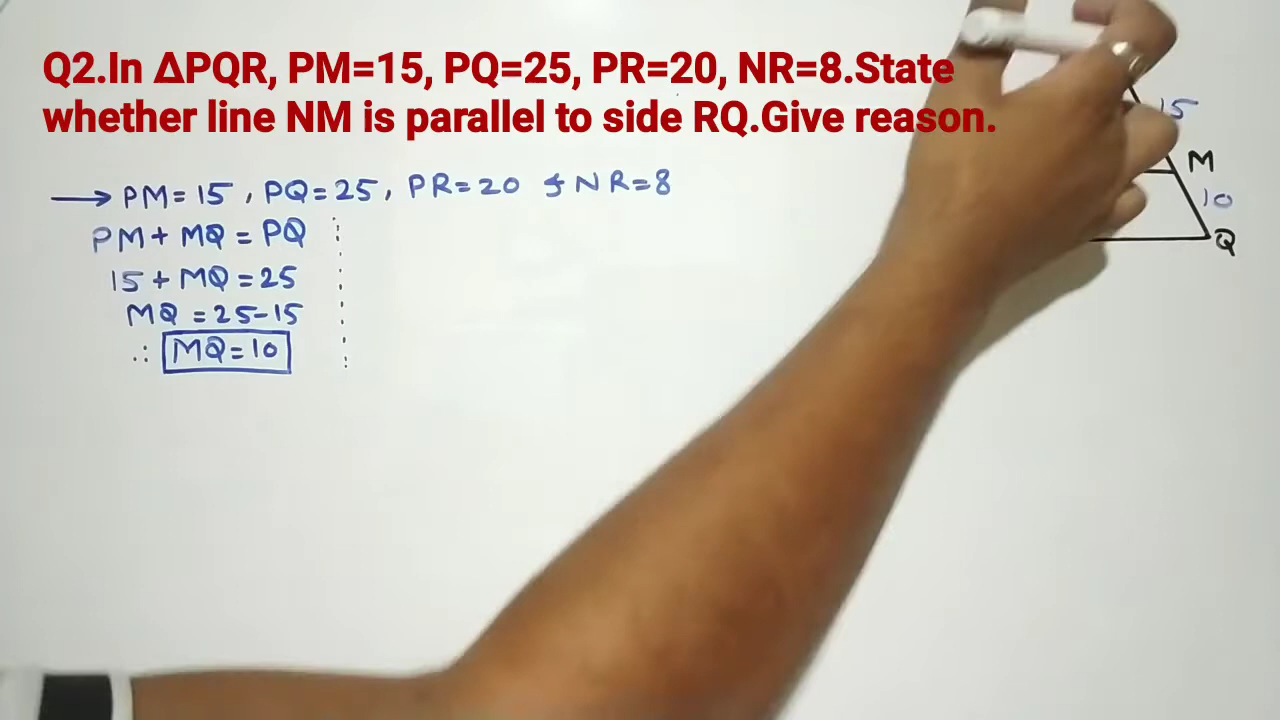 Q2.In ΔPQR, PM=15, PQ=25, PR=20, NR=8.State
whether line NM is parallel to side RQ.Give reason.
→ PM=15, PQ=25, PR=20 & NR=8
PM+MQ=PQ
15+MQ=25
MQ=25-15
∴ MQ=10
15
M
10
Q